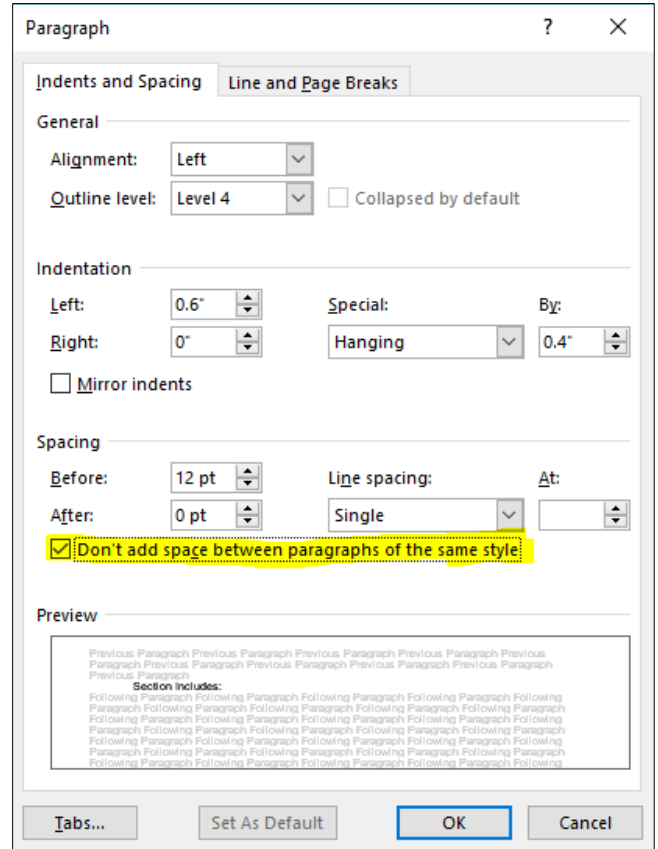 Paragraph ? ×
Indents and Spacing Line and Page Breaks
General
Alignment: Left
Outline level: Level 4 Collapsed by default
Indentation
Left: 0.6" Special: By:
Right: 0" Hanging 0.4"
Mirror indents
Spacing
Before: 12 pt Line spacing: At:
After: 0 pt Single
Don't add space between paragraphs of the same style
Preview
Previous Paragraph Previous Paragraph Previous Paragraph Previous Paragraph Previous
Paragraph Previous Paragraph Previous Paragraph Previous Paragraph Previous Paragraph
Previous Paragraph
Section Includes:
Following Paragraph Following Paragraph Following Paragraph Following Paragraph Following
Paragraph Following Paragraph Following Paragraph Following Paragraph Following Paragraph
Following Paragraph Following Paragraph Following Paragraph Following Paragraph Following
Paragraph Following Paragraph Following Paragraph Following Paragraph Following Paragraph
Following Paragraph Following Paragraph Following Paragraph Following Paragraph Following
Paragraph Following Paragraph Following Paragraph Following Paragraph Following Paragraph
Following Paragraph Following Paragraph Following Paragraph Following Paragraph Following
Tabs... Set As Default OK Cancel